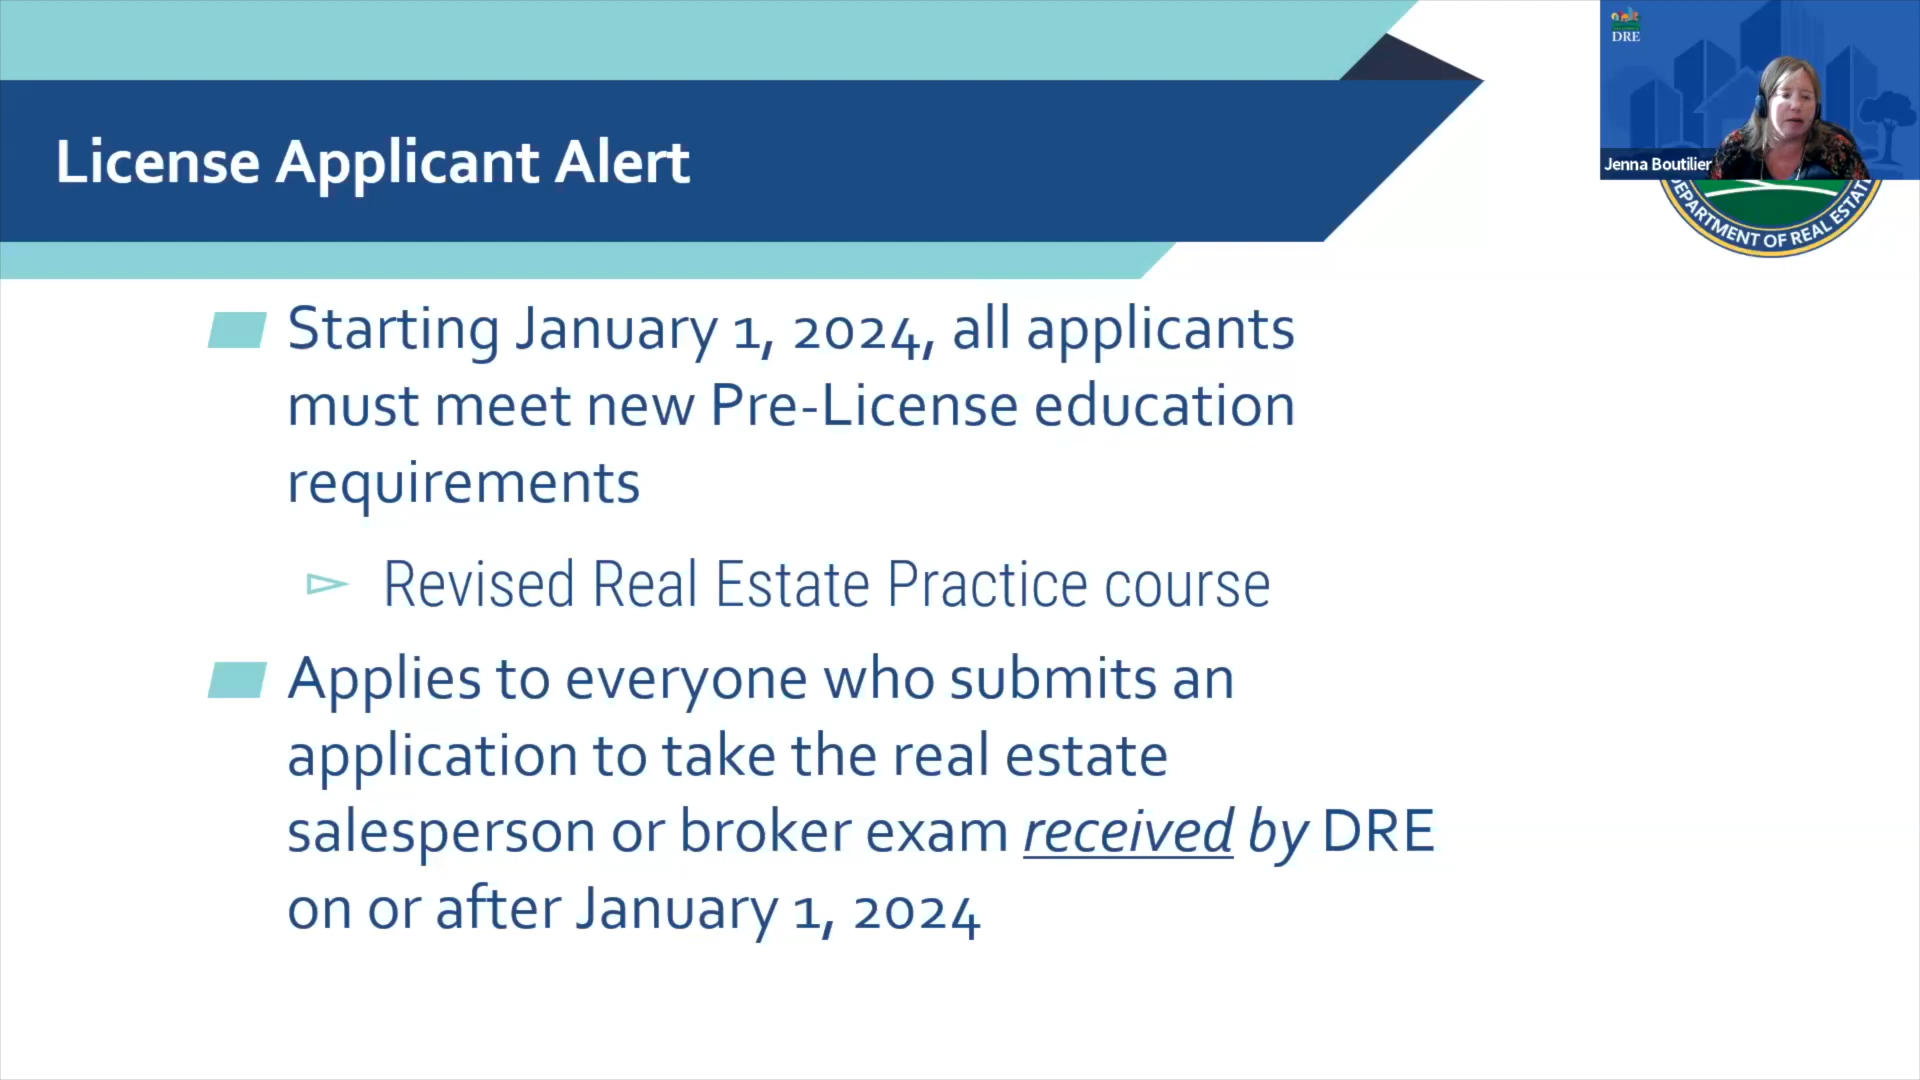 License Applicant Alert
DRE
Jenna Boutilier
DEPARTMENT OF REAL ESTATE
Starting January 1, 2024, all applicants
must meet new Pre-License education
requirements
Revised Real Estate Practice course
Applies to everyone who submits an
application to take the real estate
salesperson or broker exam received by DRE
on or after January 1, 2024